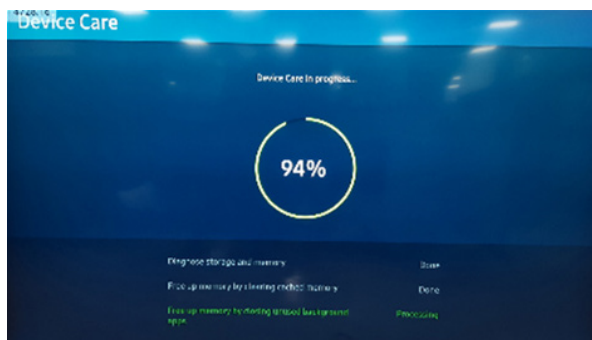 Device Care
Device Care in progress...
94%
Diagnose storage and memory
Done
Free up memory by clearing cached memory
Done
Free up memory by closing unused background
apps.
Processing